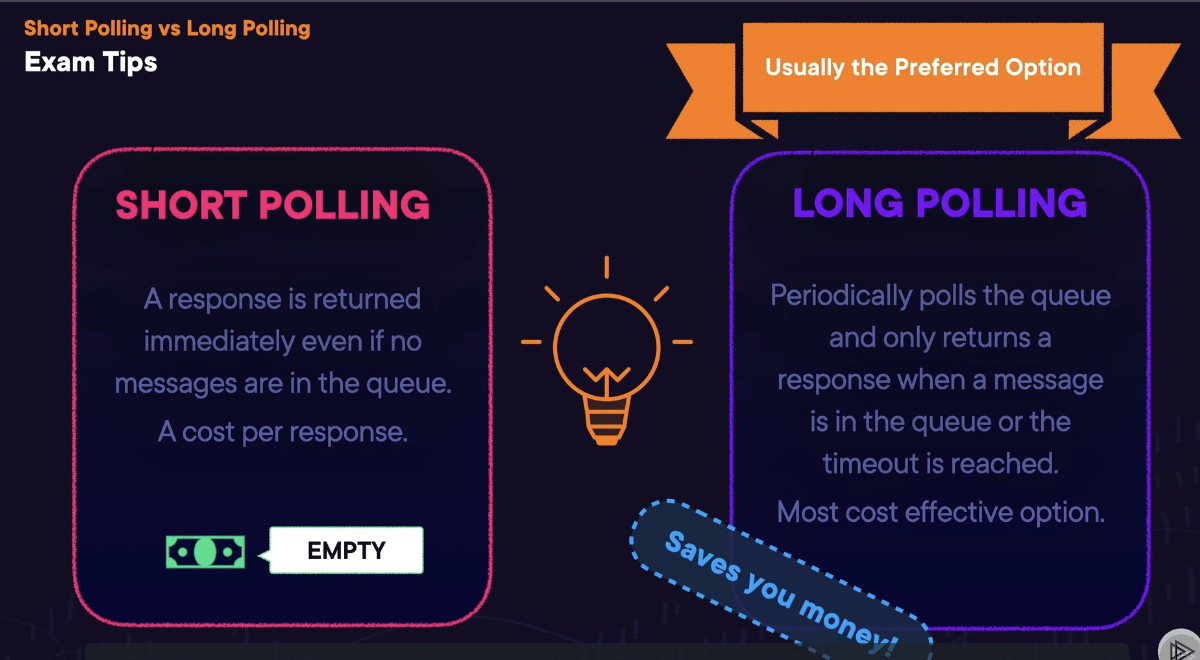 Short Polling vs Long Polling
Exam Tips
Usually the Preferred Option
SHORT POLLING
A response is returned
immediately even if no
messages are in the queue.
A cost per response.
EMPTY
LONG POLLING
Periodically polls the queue
and only returns a
response when a message
is in the queue or the
timeout is reached.
Most cost effective option.
Saves you money!